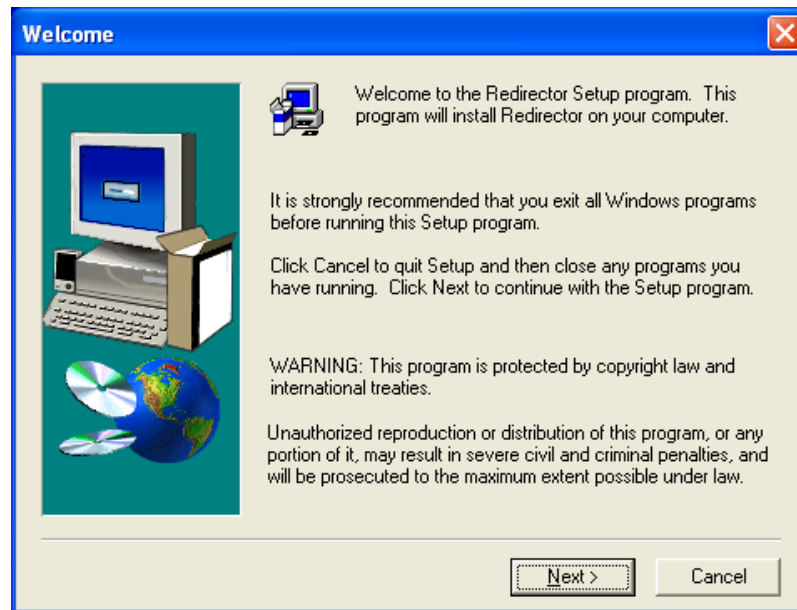 Welcome
Welcome to the Redirector Setup program. This
program will install Redirector on your computer.
It is strongly recommended that you exit all Windows programs
before running this Setup program.
Click Cancel to quit Setup and then close any programs you
have running. Click Next to continue with the Setup program.
WARNING: This program is protected by copyright law and
international treaties.
Unauthorized reproduction or distribution of this program, or any
portion of it, may result in severe civil and criminal penalties, and
will be prosecuted to the maximum extent possible under law.
Next >
Cancel